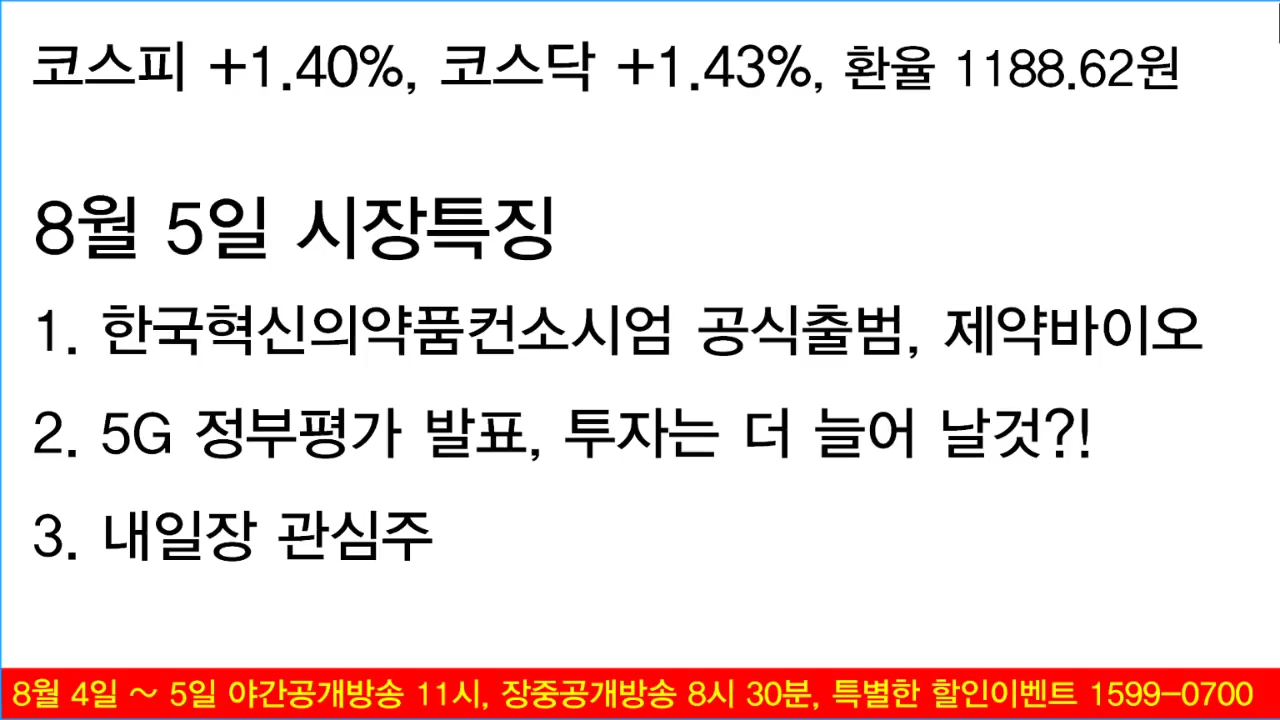 코스피 +1.40%, 코스닥 +1.43%, 환율 1188.62원
8월 5일 시장특징
1. 한국혁신의약품컨소시엄 공식출범, 제약바이오
2. 5G 정부평가 발표, 투자는 더 늘어 날것?!
3. 내일장 관심주
8월 4일 ~ 5일 야간공개방송 11시, 장중공개방송 8시 30분, 특별한 할인이벤트 1599-0700